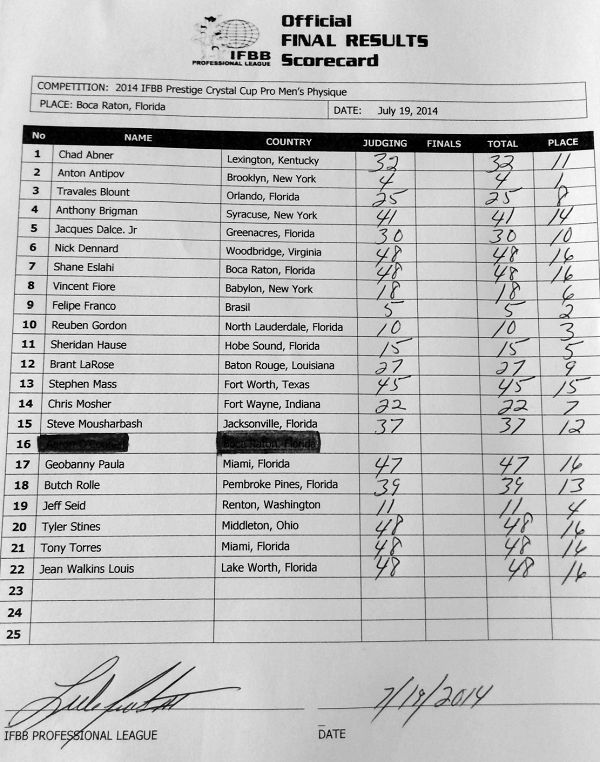 Official
FINAL RESULTS
Scorecard
IFBB
PROFESSIONAL LEAGUE
COMPETITION: 2014 IFBB Prestige Crystal Cup Pro Men's Physique
PLACE: Boca Raton, Florida DATE: July 19, 2014
No NAME COUNTRY JUDGING FINALS TOTAL PLACE
1 Chad Abner Lexington, Kentucky 32 32 11
2 Anton Antipov Brooklyn, New York 4 4 1
3 Travales Blount Orlando, Florida 25 25 8
4 Anthony Brigman Syracuse, New York 41 41 14
5 Jacques Dalce. Jr Greenacres, Florida 30 30 10
6 Nick Dennard Woodbridge, Virginia 48 48 16
7 Shane Eslahi Boca Raton, Florida 48 48 16
8 Vincent Fiore Babylon, New York 18 18 6
9 Felipe Franco Brasil 5 5 2
10 Reuben Gordon North Lauderdale, Florida 10 10 3
11 Sheridan Hause Hobe Sound, Florida 15 15 5
12 Brant LaRose Baton Rouge, Louisiana 27 27 9
13 Stephen Mass Fort Worth, Texas 45 45 15
14 Chris Mosher Fort Wayne, Indiana 22 22 7
15 Steve Mousharbash Jacksonville, Florida 37 37 12
16
17 Geobanny Paula Miami, Florida 47 47 16
18 Butch Rolle Pembroke Pines, Florida 39 39 13
19 Jeff Seid Renton, Washington 11 11 4
20 Tyler Stines Middleton, Ohio 48 48 16
21 Tony Torres Miami, Florida 48 48 16
22 Jean Walkins Louis Lake Worth, Florida 48 48 16
23
24
25
7/19/2014
IFBB PROFESSIONAL LEAGUE DATE